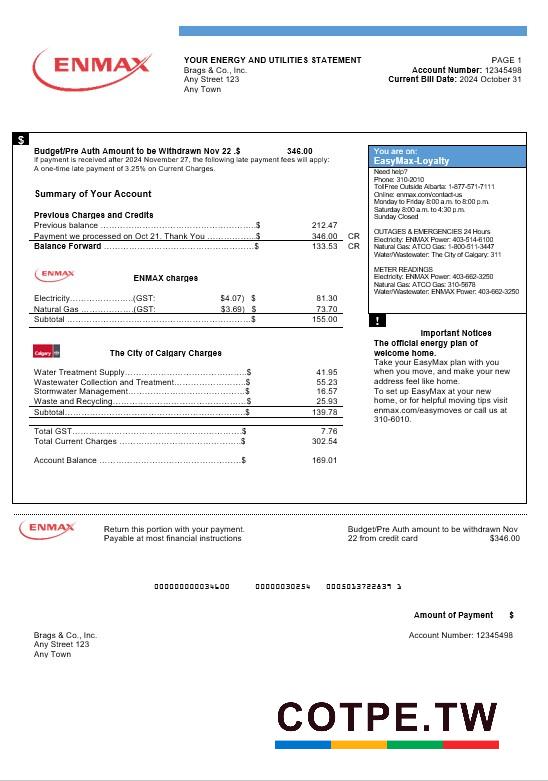 ENMAX
YOUR ENERGY AND UTILITIES STATEMENT
Brags & Co., Inc.
Any Street 123
Any Town
PAGE 1
Account Number: 12345498
Current Bill Date: 2024 October 31
$
Budget/Pre Auth Amount to be Withdrawn Nov 22 .$ 346.00
If payment is received after 2024 November 27, the following late payment fees will apply:
A one-time late payment of 3.25% on Current Charges.
Summary of Your Account
Previous Charges and Credits
Previous balance ..................................................$ 212.47
Payment we processed on Oct 21. Thank You ....................$ 346.00 CR
Balance Forward ..................................................$ 133.53 CR
ENMAX
ENMAX charges
Electricity......................(GST: $4.07) $ 81.30
Natural Gas ..................(GST: $3.69) $ 73.70
Subtotal ..................................................$ 155.00
Calgary
The City of Calgary Charges
Water Treatment Supply..................................................$ 41.95
Wastewater Collection and Treatment..............................$ 55.23
Stormwater Management..................................................$ 16.57
Waste and Recycling..................................................$ 25.93
Subtotal..................................................$ 139.78
Total GST..................................................$ 7.76
Total Current Charges ..................................................$ 302.54
Account Balance ..................................................$ 169.01
You are on:
EasyMax-Loyalty
Need help?
Phone: 310-2010
TollFree Outside Albarta: 1-877-571-7111
Online: enmax.com/contact-us
Monday to Friday 8:00 a.m. to 8:00 p.m.
Saturday 8:00 a.m. to 4:30 p.m.
Sunday Closed
OUTAGES & EMERGENCIES 24 Hours
Electricity: ENMAX Power: 403-514-6100
Natural Gas: ATCO Gas: 1-800-511-3447
Water/Wastewater: The City of Calgary: 311
METER READINGS
Electricity: ENMAX Power: 403-662-3250
Natural Gas: ATCO Gas: 310-5678
Water/Wastewater: ENMAX Power: 403-662-3250
!
Important Notices
The official energy plan of
welcome home.
Take your EasyMax plan with you
when you move, and make your new
address feel like home.
To set up EasyMax at your new
home, or for helpful moving tips visit
enmax.com/easymoves or call us at
310-6010.
ENMAX
Return this portion with your payment.
Payable at most financial instructions
Budget/Pre Auth amount to be withdrawn Nov
22 from credit card $346.00
000000000034600 00000030254 0005013722839 1
Amount of Payment $
Brags & Co., Inc.
Any Street 123
Any Town
Account Number: 12345498
COTPE.TW